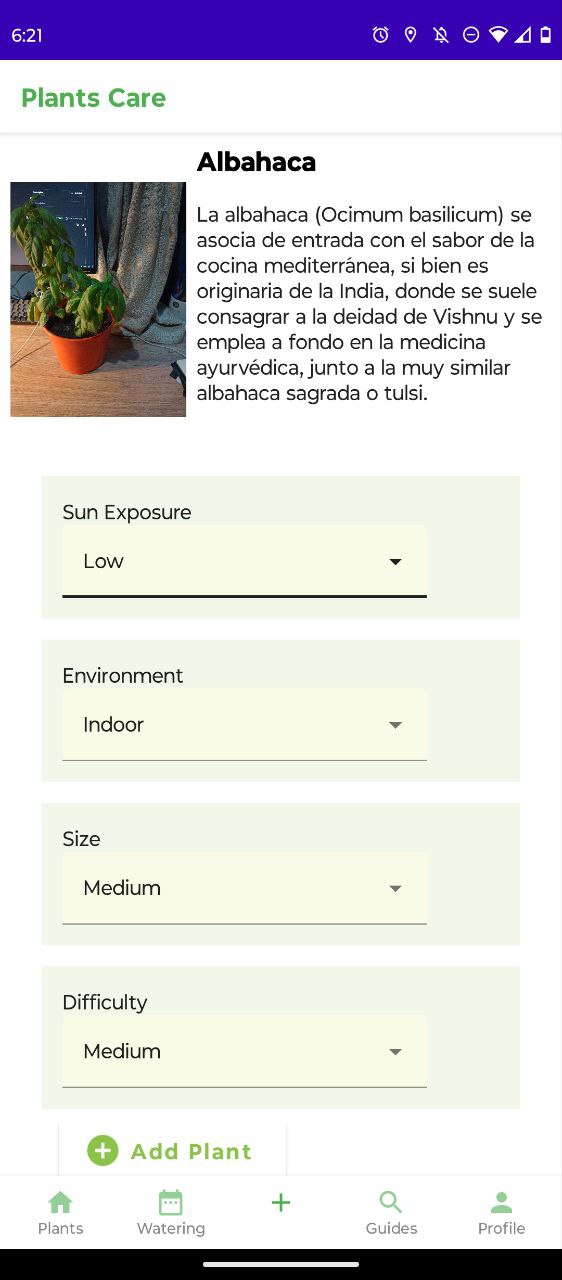 6:21
Plants Care
Albahaca
La albahaca (Ocimum basilicum) se
asocia de entrada con el sabor de la
cocina mediterránea, si bien es
originaria de la India, donde se suele
consagrar a la deidad de Vishnu y se
emplea a fondo en la medicina
ayurvédica, junto a la muy similar
albahaca sagrada o tulsi.
Sun Exposure
Low
Environment
Indoor
Size
Medium
Difficulty
Medium
Add Plant
Plants
Watering
Guides
Profile